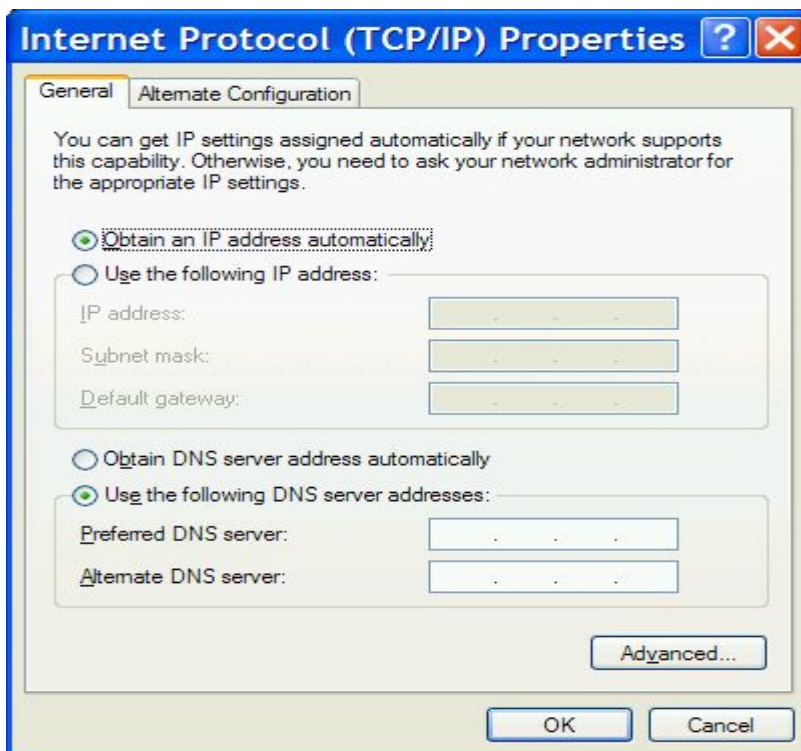 Internet Protocol (TCP/IP) Properties ? X
General Alternate Configuration
You can get IP settings assigned automatically if your network supports
this capability. Otherwise, you need to ask your network administrator for
the appropriate IP settings.
Obtain an IP address automatically
Use the following IP address:
IP address:
Subnet mask:
Default gateway:
Obtain DNS server address automatically
Use the following DNS server addresses:
Preferred DNS server:
Alternate DNS server:
Advanced...
OK Cancel